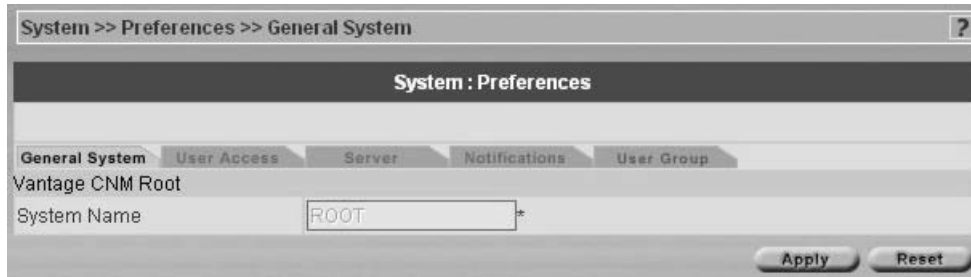 System >> Preferences >> General System ?
System : Preferences
General System User Access Server Notifications User Group
Vantage CNM Root
System Name ROOT *
Apply Reset